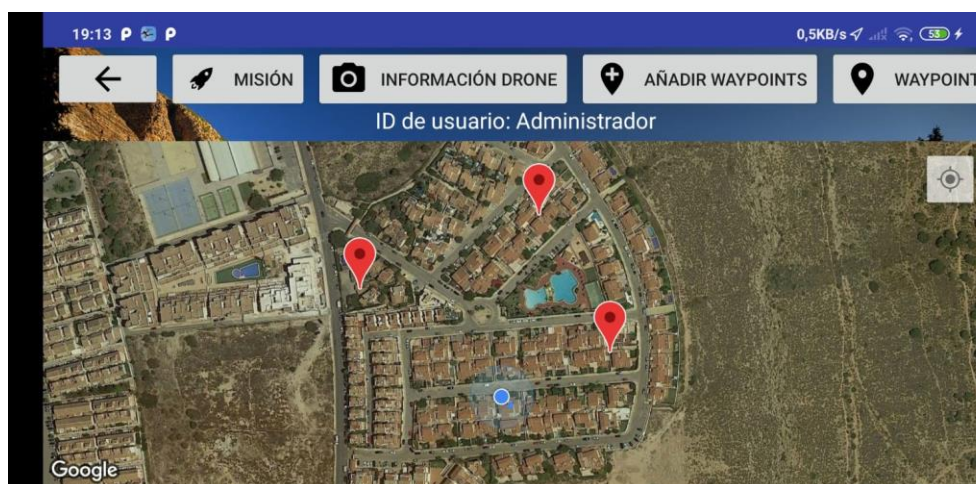 19:13 P P 0,5KB/s 53
MISIÓN INFORMACIÓN DRONE AÑADIR WAYPOINTS WAYPOINT
ID de usuario: Administrador
Google